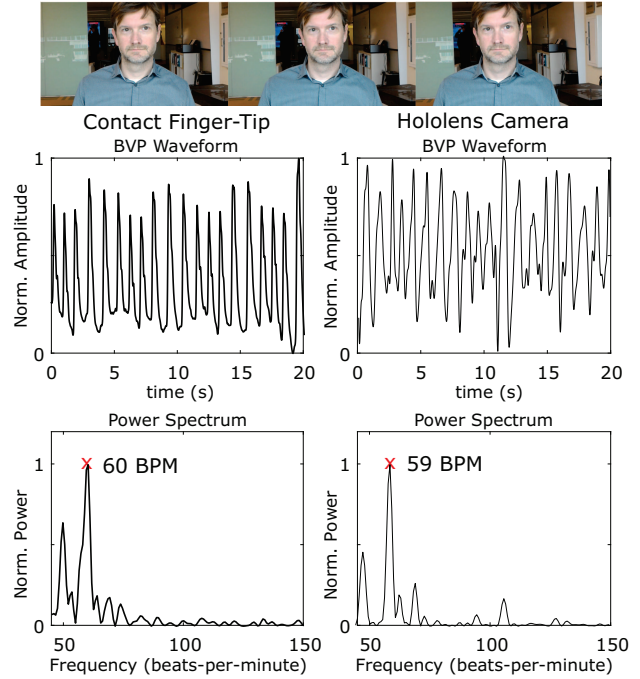 Contact Finger-Tip
Hololens Camera
BVP Waveform
BVP Waveform
1
0
Norm. Amplitude
0 5 10 15 20
time (s)
1
0
Norm. Amplitude
0 5 10 15 20
time (s)
Power Spectrum
Power Spectrum
1
0
Norm. Power
x 60 BPM
50 100 150
Frequency (beats-per-minute)
1
0
Norm. Power
x 59 BPM
50 100 150
Frequency (beats-per-minute)